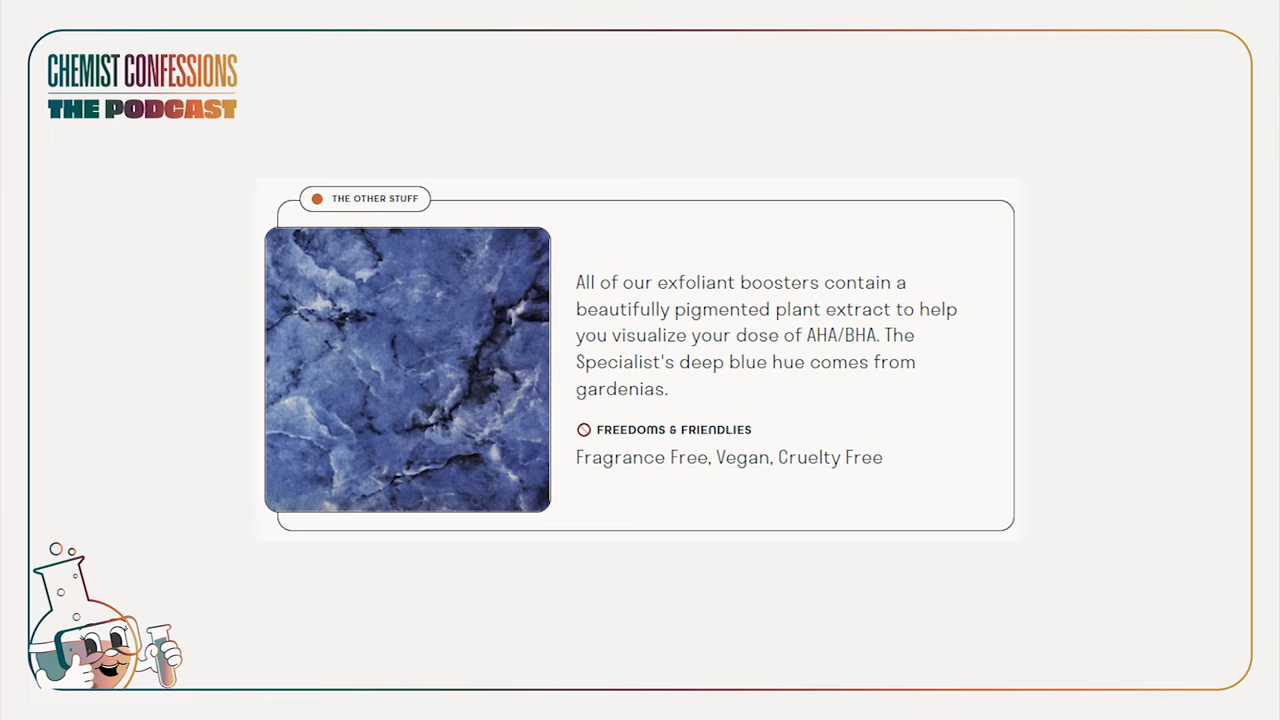 CHEMIST CONFESSIONS
THE PODCAST
THE OTHER STUFF
All of our exfoliant boosters contain a
beautifully pigmented plant extract to help
you visualize your dose of AHA/BHA. The
Specialist's deep blue hue comes from
gardenias.
FREEDOMS & FRIENDLIES
Fragrance Free, Vegan, Cruelty Free